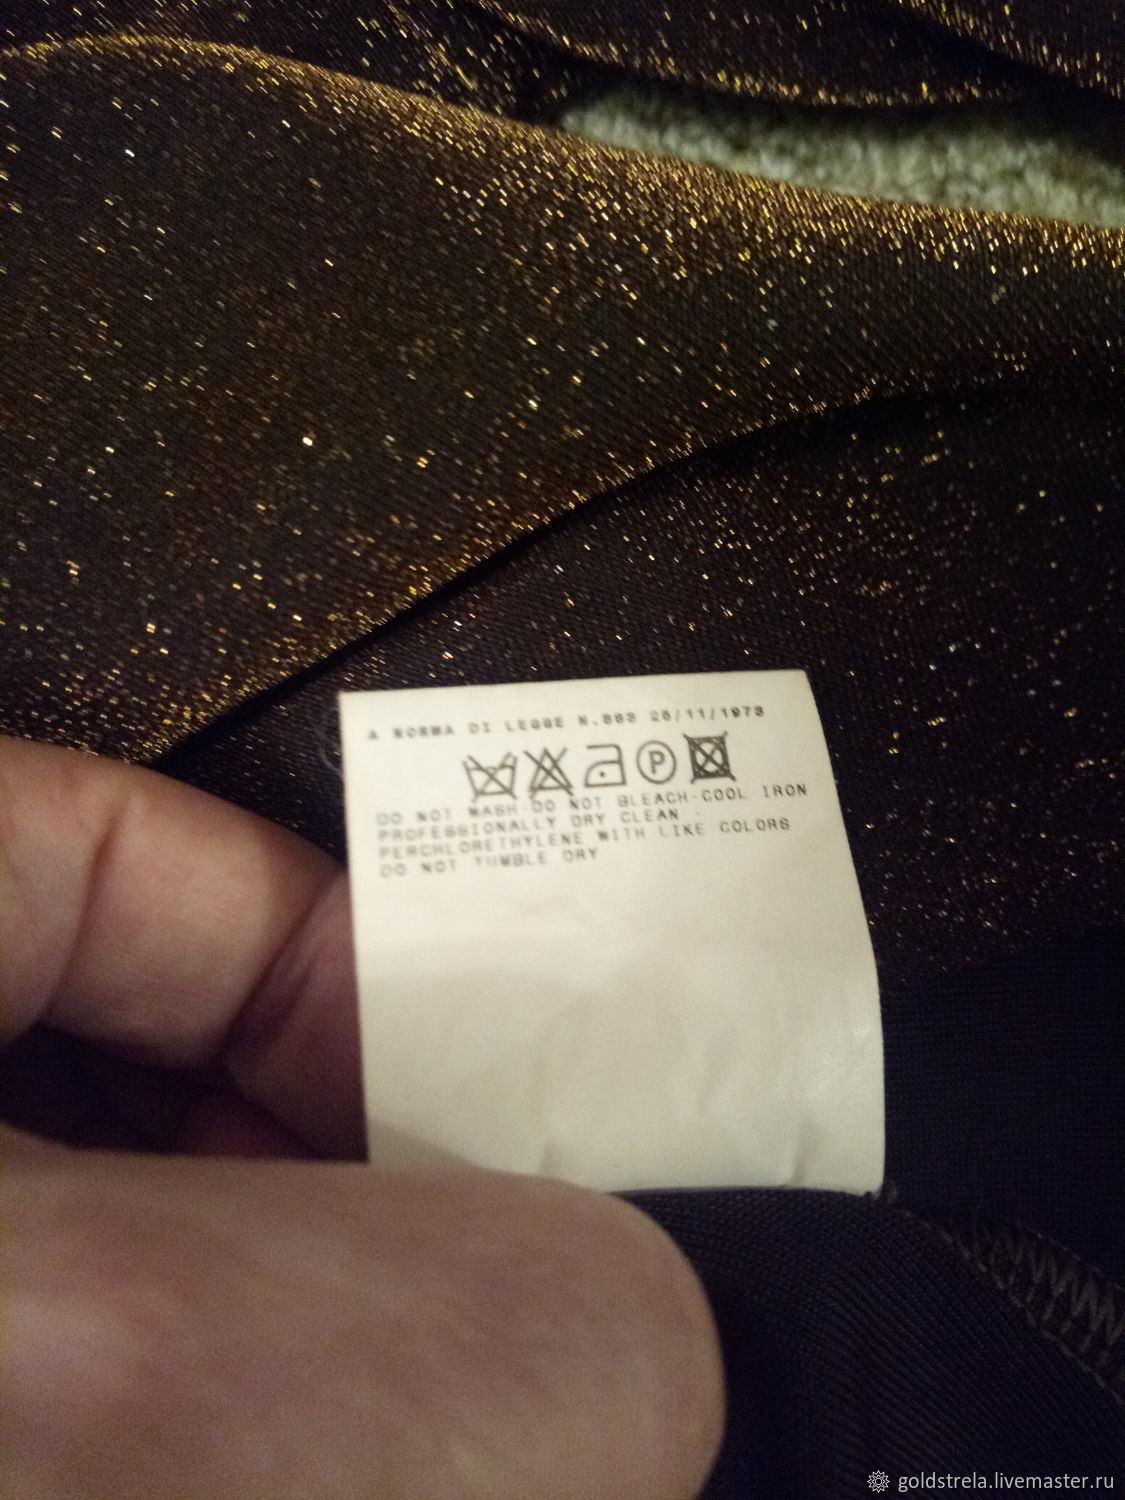 A NORMA DI LEGGE N.883 26/11/1973
P
DO NOT WASH-DO NOT BLEACH-COOL IRON
PROFESSIONALLY DRY CLEAN -
PERCHLORETHYLENE WITH LIKE COLORS
DO NOT TUMBLE DRY
goldstrela.livemaster.ru